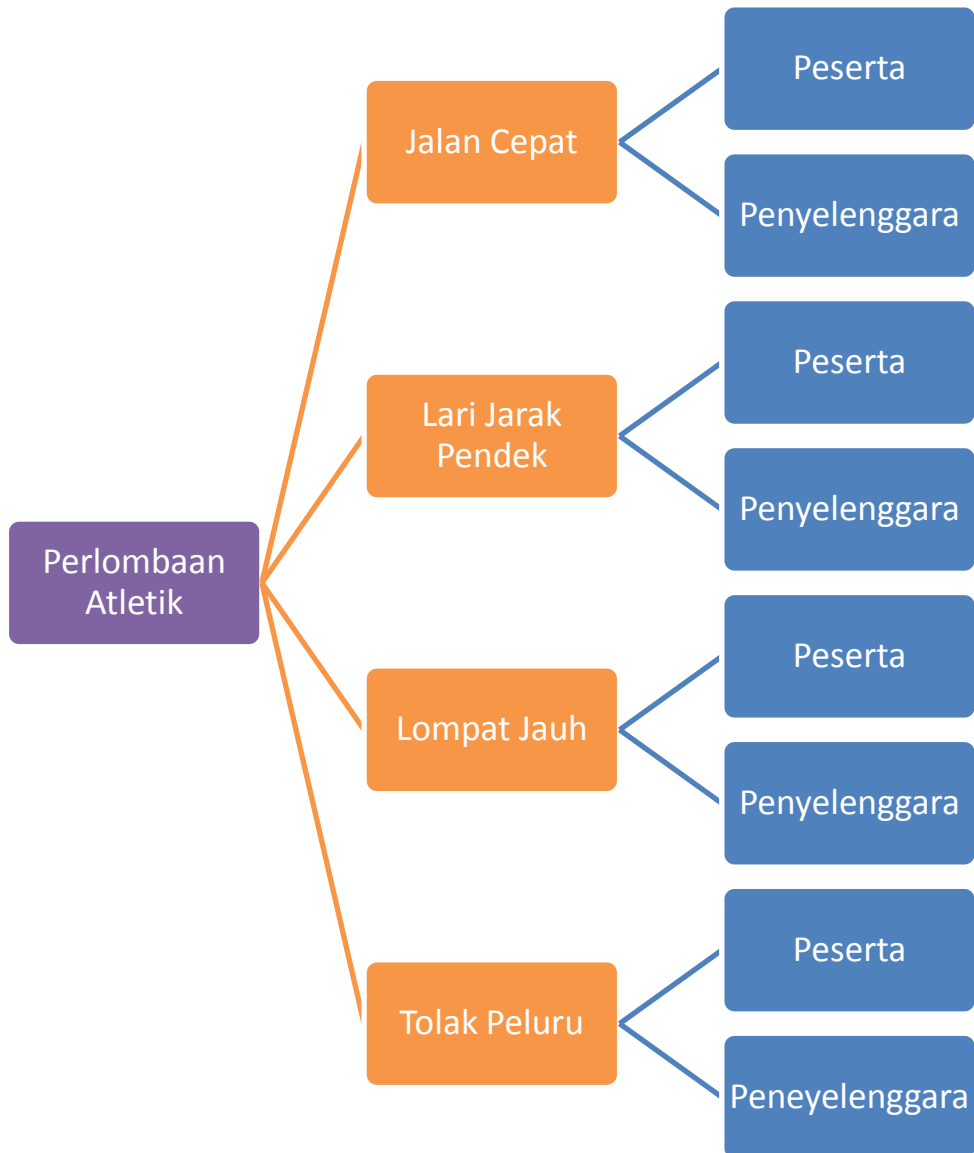 Perlombaan
Atletik
Jalan Cepat
Peserta
Penyelenggara
Lari Jarak
Pendek
Peserta
Penyelenggara
Lompat Jauh
Peserta
Penyelenggara
Tolak Peluru
Peserta
Peneyelenggara